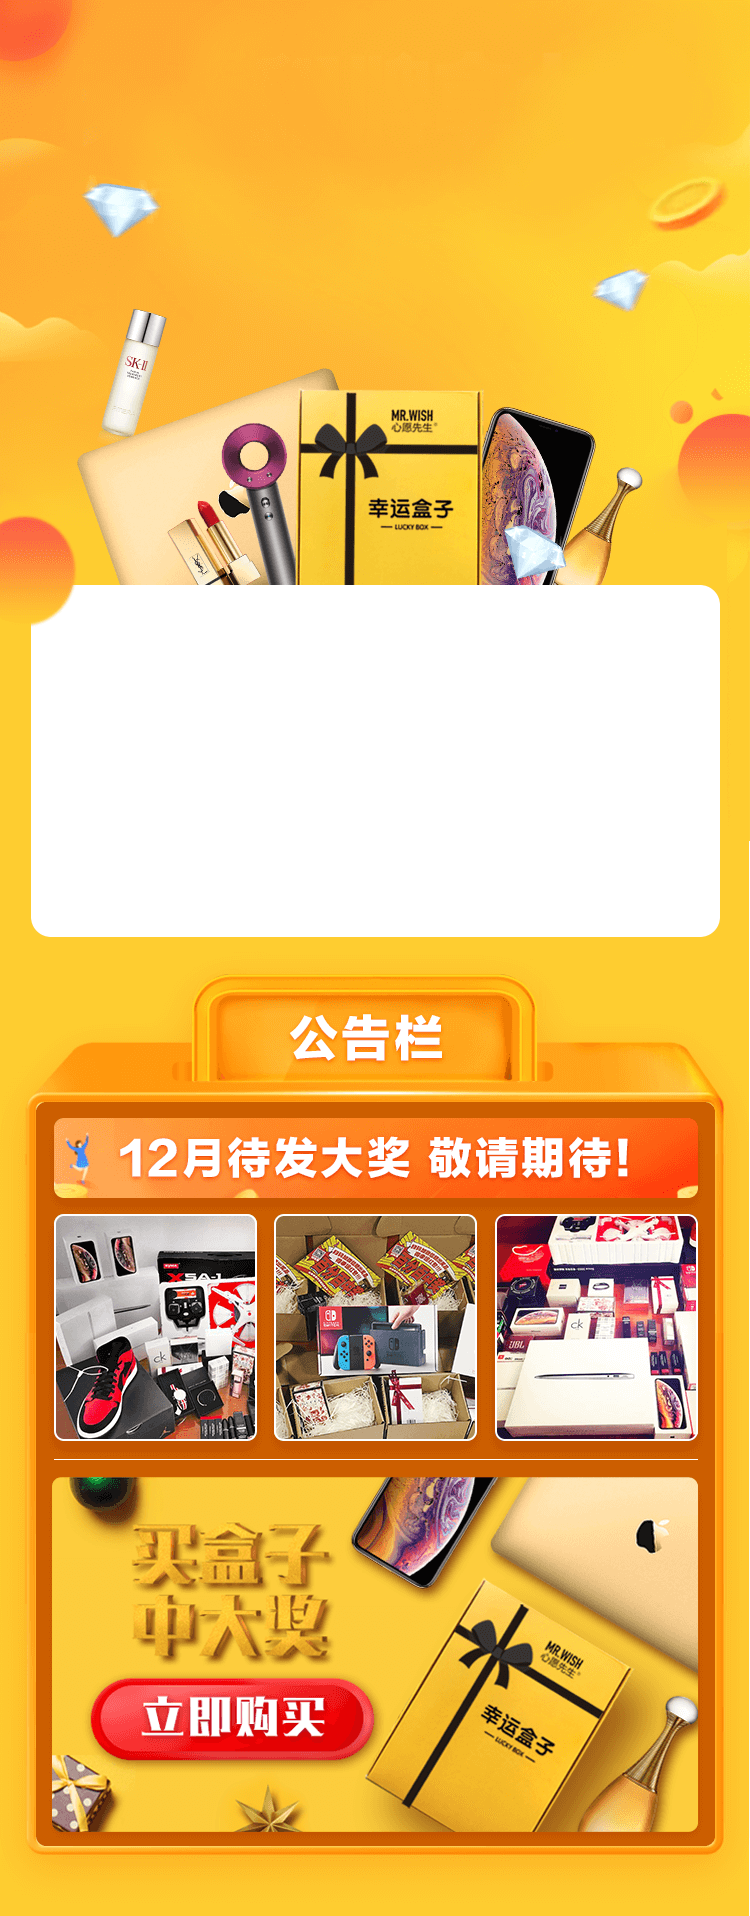 SK-II
MR.WISH
心愿先生®
幸运盒子
LUCKY BOX
YSL
公告栏
12月待发大奖 敬请期待!
X5A-1
ck
ck
JBL
买盒子
中大奖
MR.WISH
心愿先生®
幸运盒子
LUCKY BOX
立即购买